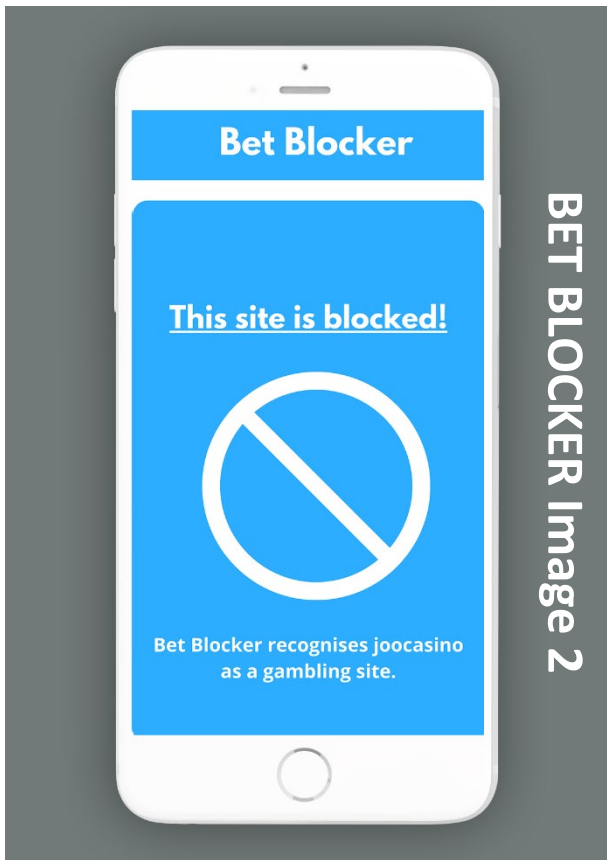 Bet Blocker
This site is blocked!
Bet Blocker recognises joocasino
as a gambling site.
BET BLOCKER Image 2